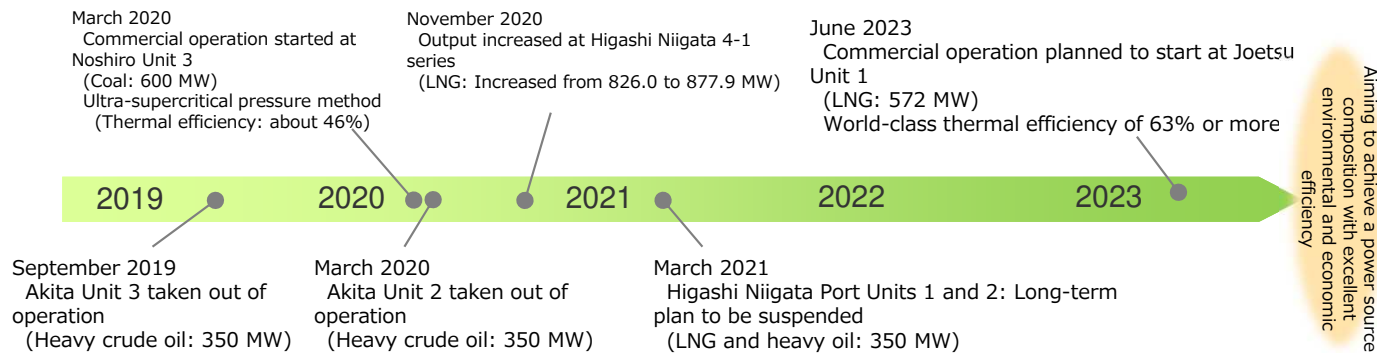 March 2020
Commercial operation started at
Noshiro Unit 3
(Coal: 600 MW)
Ultra-supercritical pressure method
(Thermal efficiency: about 46%)
November 2020
Output increased at Higashi Niigata 4-1
series
(LNG: Increased from 826.0 to 877.9 MW)
June 2023
Commercial operation planned to start at Joetsu
Unit 1
(LNG: 572 MW)
World-class thermal efficiency of 63% or more
2019
2020
2021
2022
2023
September 2019
Akita Unit 3 taken out of
operation
(Heavy crude oil: 350 MW)
March 2020
Akita Unit 2 taken out of
operation
(Heavy crude oil: 350 MW)
March 2021
Higashi Niigata Port Units 1 and 2: Long-term
plan to be suspended
(LNG and heavy oil: 350 MW)
Aiming to achieve a power source
composition with excellent
environmental and economic
efficiency